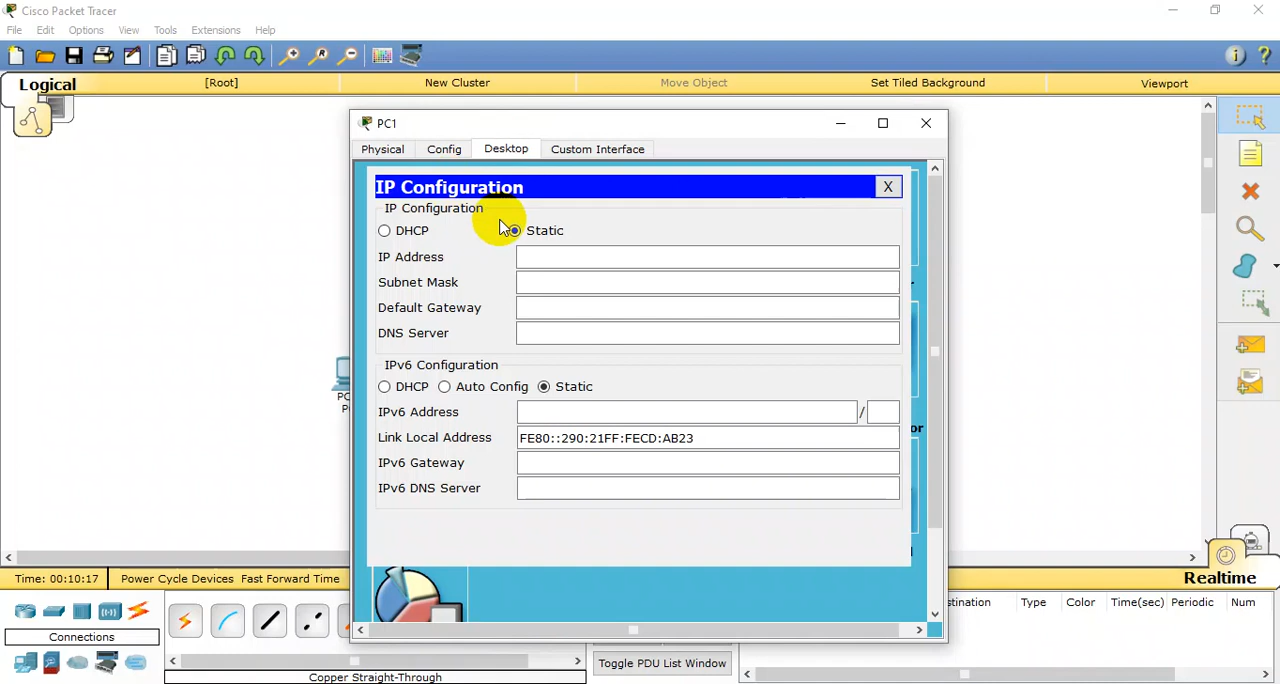 Cisco Packet Tracer
File Edit Options View Tools Extensions Help
Logical [Root] New Cluster Move Object Set Tiled Background Viewport
PC1
Physical Config Desktop Custom Interface
IP Configuration X
IP Configuration
DHCP Static
IP Address
Subnet Mask
Default Gateway
DNS Server
IPv6 Configuration
DHCP Auto Config Static
IPv6 Address /
Link Local Address FE80::290:21FF:FECD:AB23
IPv6 Gateway
IPv6 DNS Server
Time: 00:10:17 Power Cycle Devices Fast Forward Time Realtime
Type Color Time(sec) Periodic Num
Connections
Toggle PDU List Window
Copper Straight-Through